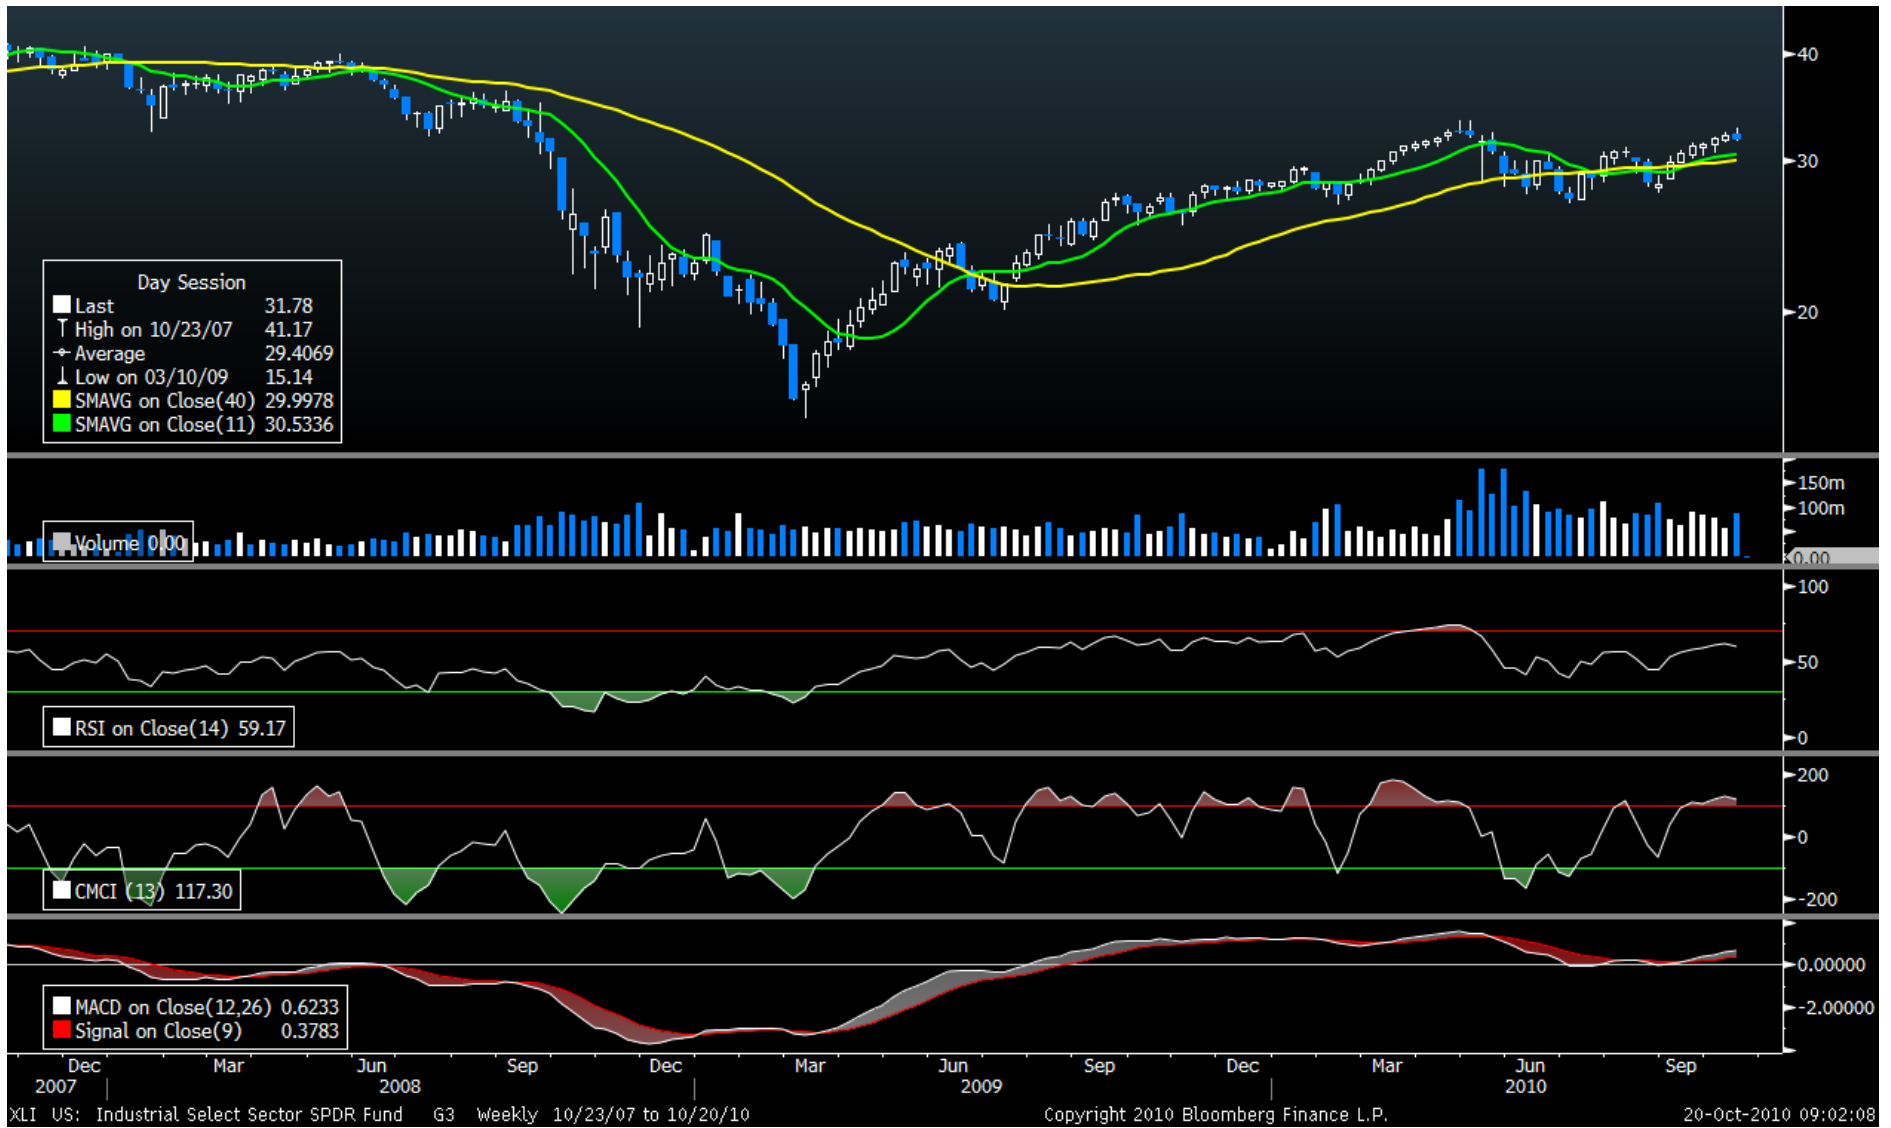 40
30
20
Day Session
Last 31.78
High on 10/23/07 41.17
Average 29.4069
Low on 03/10/09 15.14
SMAVG on Close(40) 29.9978
SMAVG on Close(11) 30.5336
150m
100m
0.00
Volume 0.00
100
50
0
RSI on Close(14) 59.17
200
0
-200
CMCI (13) 117.30
0.00000
-2.00000
MACD on Close(12,26) 0.6233
Signal on Close(9) 0.3783
Dec Mar Jun Sep Dec Mar Jun Sep Dec Mar Jun Sep
2007 2008 2009 2010
XLI US: Industrial Select Sector SPDR Fund G3 Weekly 10/23/07 to 10/20/10 Copyright 2010 Bloomberg Finance L.P. 20-Oct-2010 09:02:08